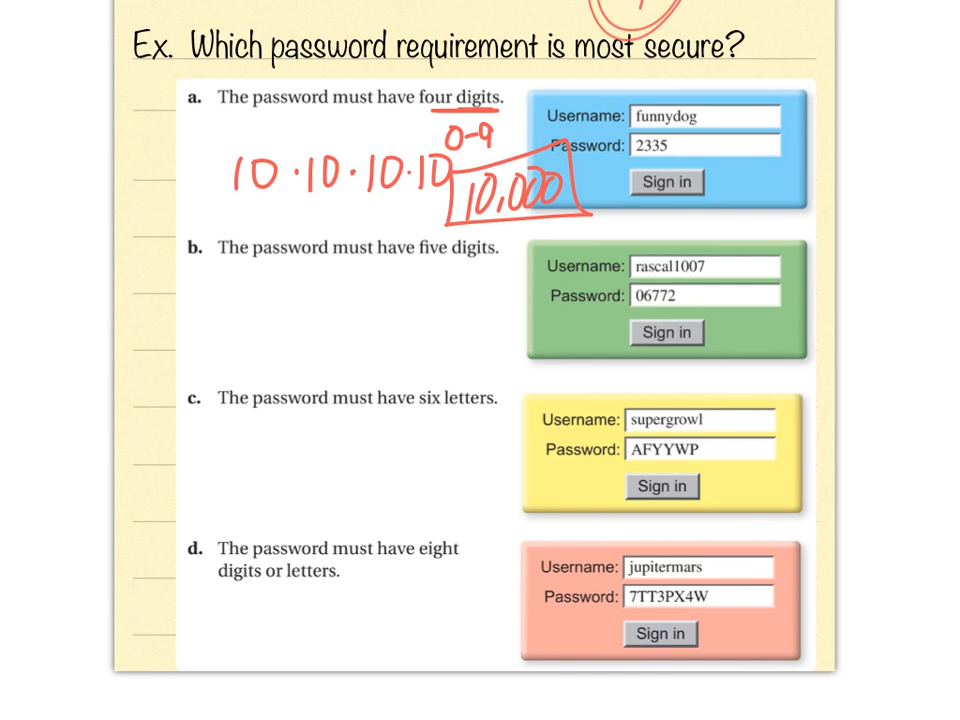 Ex. Which password requirement is most secure?
a. The password must have four digits.
0-9
10 · 10 · 10 · 10
10,000
Username: funnydog
Password: 2335
Sign in
b. The password must have five digits.
Username: rascal1007
Password: 06772
Sign in
c. The password must have six letters.
Username: supergrowl
Password: AFYYWP
Sign in
d. The password must have eight
digits or letters.
Username: jupitermars
Password: 7TT3PX4W
Sign in